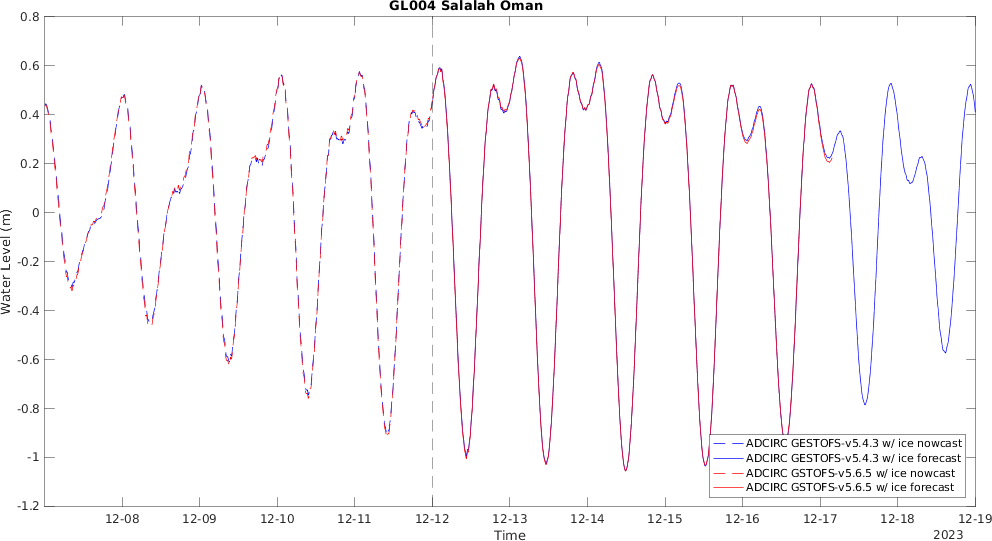 GL004 Salalah Oman
0.8
0.6
0.4
0.2
0
-0.2
-0.4
-0.6
-0.8
-1
-1.2
Water Level (m)
ADCIRC GESTOFS-v5.4.3 w/ ice nowcast
ADCIRC GESTOFS-v5.4.3 w/ ice forecast
ADCIRC GSTOFS-v5.6.5 w/ ice nowcast
ADCIRC GSTOFS-v5.6.5 w/ ice forecast
12-08 12-09 12-10 12-11 12-12 12-13 12-14 12-15 12-16 12-17 12-18 12-19
Time
2023